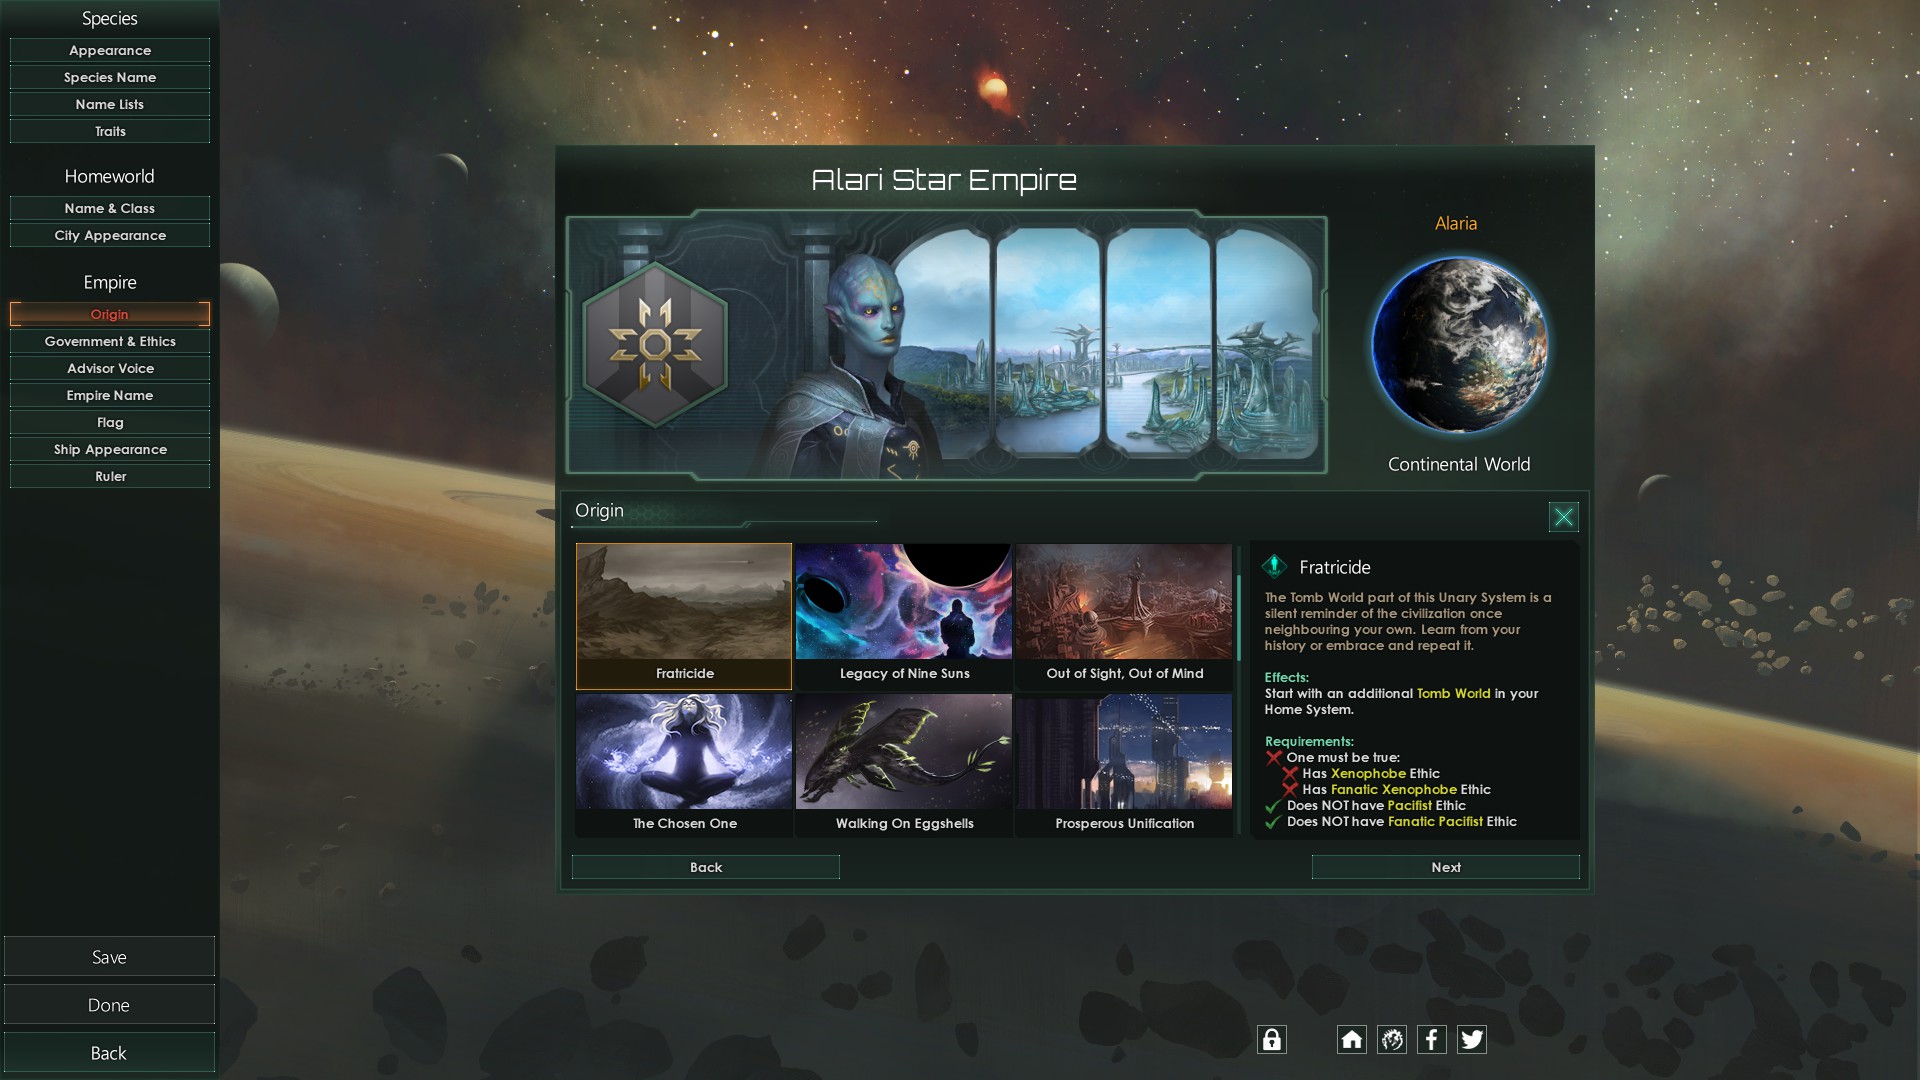 Species
Appearance
Species Name
Name Lists
Traits
Homeworld
Name & Class
City Appearance
Empire
Origin
Government & Ethics
Advisor Voice
Empire Name
Flag
Ship Appearance
Ruler
Save
Done
Back
Alari Star Empire
Alaria
Continental World
Origin
Fratricide
Legacy of Nine Suns
Out of Sight, Out of Mind
The Chosen One
Walking On Eggshells
Prosperous Unification
Back
Fratricide
The Tomb World part of this Unary System is a
silent reminder of the civilization once
neighbouring your own. Learn from your
history or embrace and repeat it.
Effects:
Start with an additional Tomb World in your
Home System.
Requirements:
One must be true:
Has Xenophobe Ethic
Has Fanatic Xenophobe Ethic
Does NOT have Pacifist Ethic
Does NOT have Fanatic Pacifist Ethic
Next